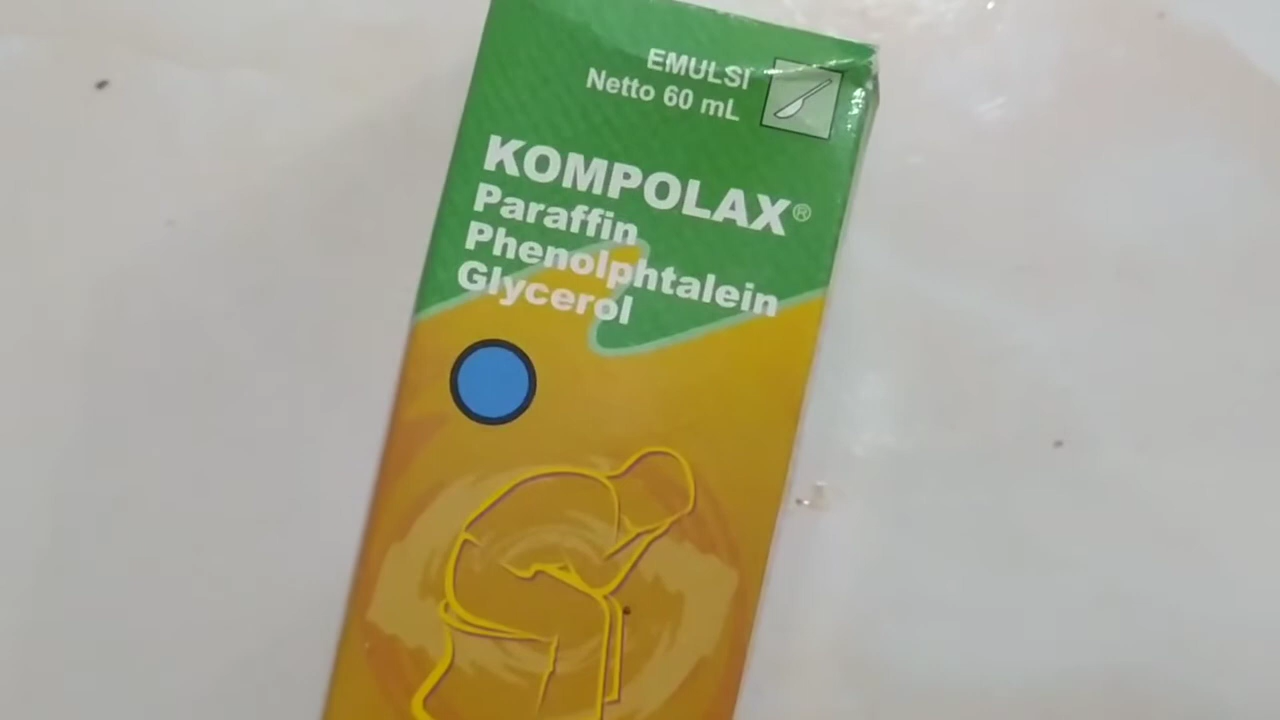 EMULSI
Netto 60 mL
KOMPOLAX®
Paraffin
Phenolphtalein
Glycerol